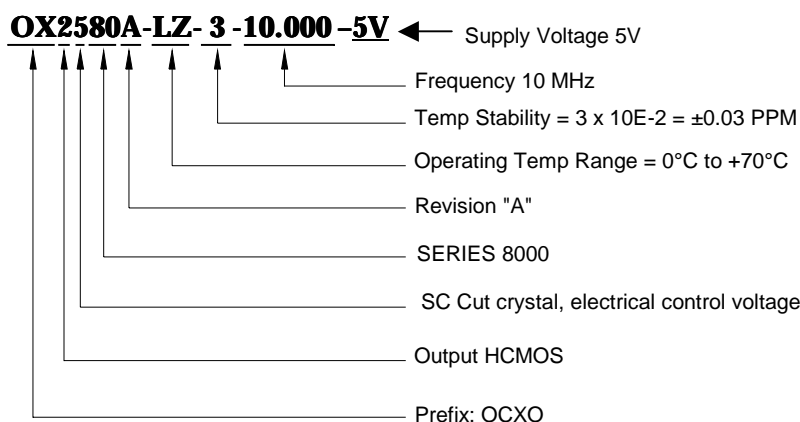 OX2580A-LZ- 3 -10.000 -5V
Supply Voltage 5V
Frequency 10 MHz
Temp Stability = 3 x 10E-2 = ±0.03 PPM
Operating Temp Range = 0°C to +70°C
Revision "A"
SERIES 8000
SC Cut crystal, electrical control voltage
Output HCMOS
Prefix: OCXO